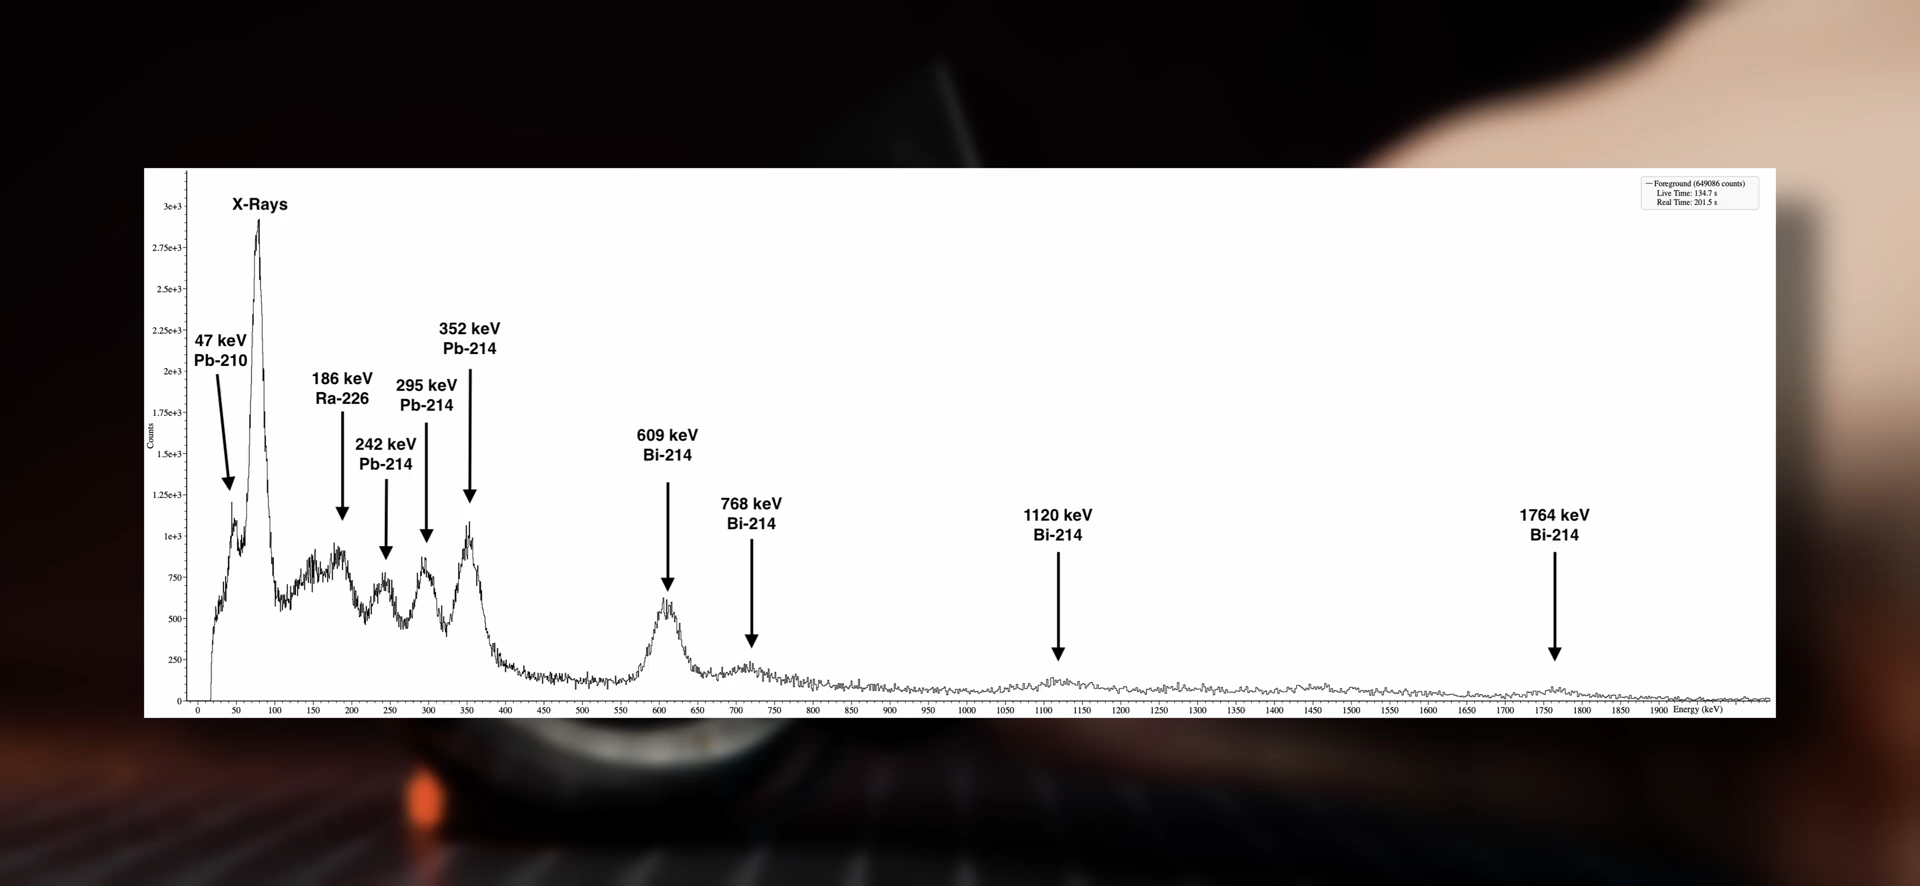 X-Rays
47 keV
Pb-210
186 keV
Ra-226
242 keV
Pb-214
295 keV
Pb-214
352 keV
Pb-214
609 keV
Bi-214
768 keV
Bi-214
1120 keV
Bi-214
1764 keV
Bi-214
Foreground (649086 counts)
Live Time: 134.7 s
Real Time: 201.5 s
Counts
3e+3
2.75e+3
2.5e+3
2.25e+3
2e+3
1.75e+3
1.5e+3
1.25e+3
1e+3
750
500
250
0
0 50 100 150 200 250 300 350 400 450 500 550 600 650 700 750 800 850 900 950 1000 1050 1100 1150 1200 1250 1300 1350 1400 1450 1500 1550 1600 1650 1700 1750 1800 1850 1900 Energy (keV)